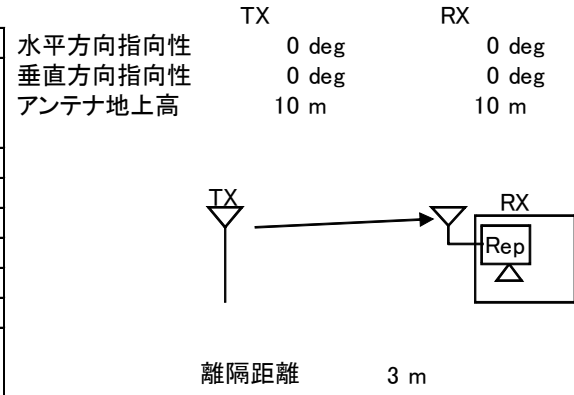 TX RX
水平方向指向性 0 deg 0 deg
垂直方向指向性 0 deg 0 deg
アンテナ地上高 10 m 10 m
TX RX
Rep
離隔距離 3 m